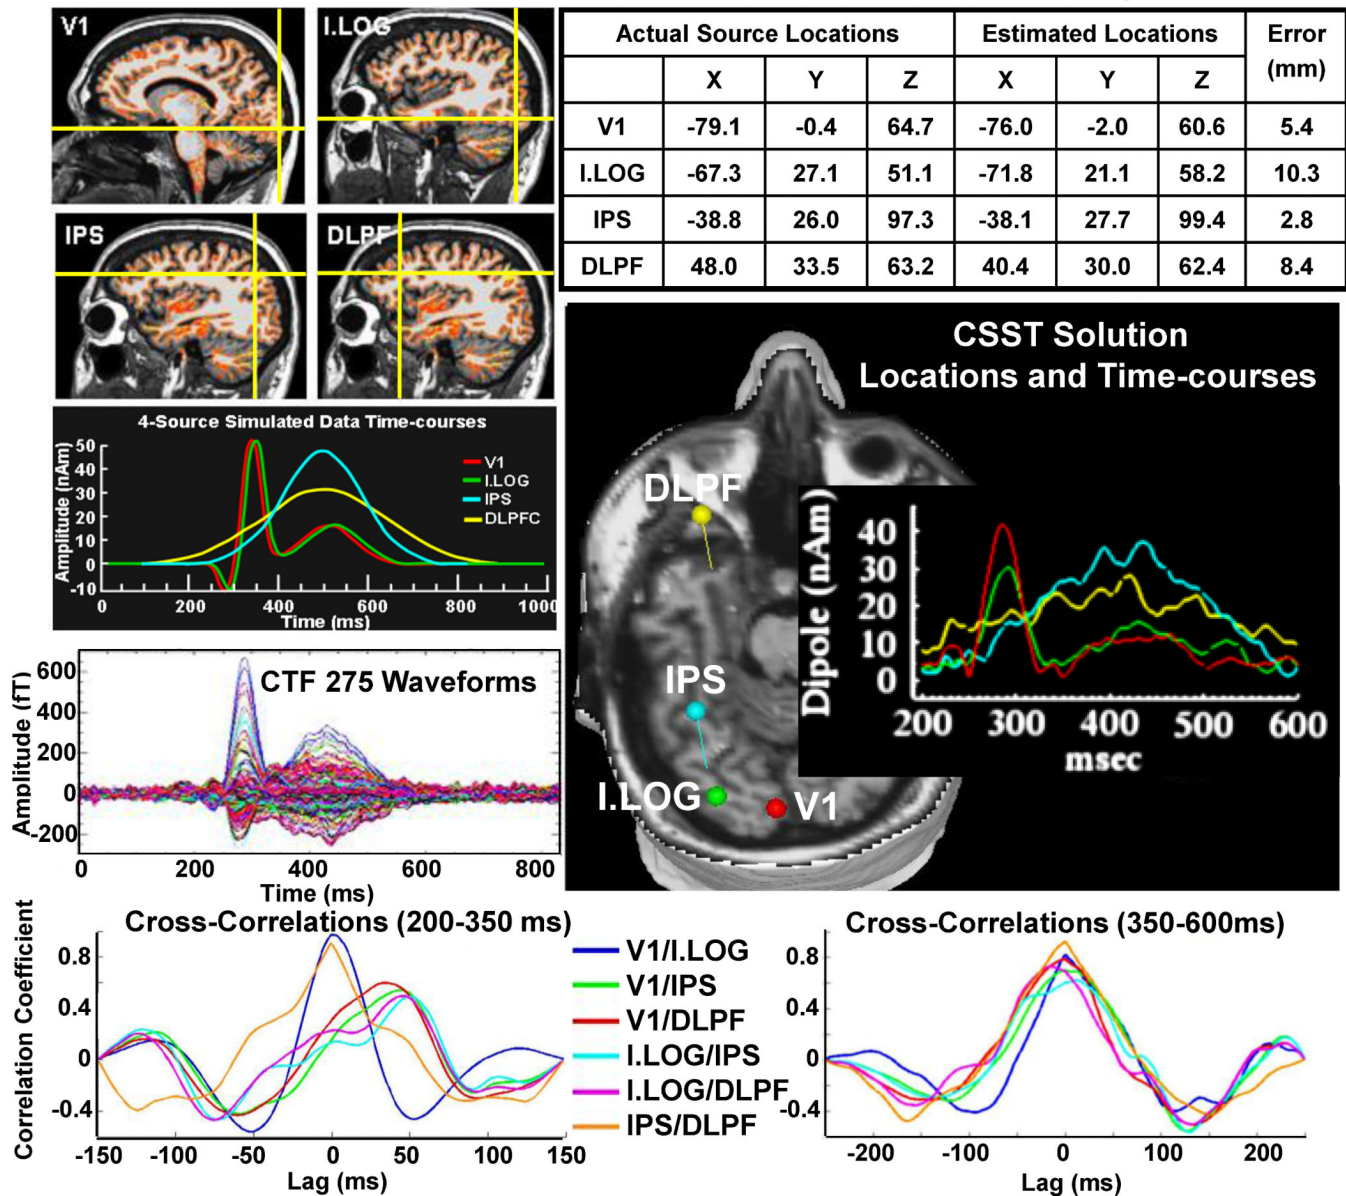 V1
I.LOG
IPS
DLPF
Actual Source Locations Estimated Locations Error (mm)
X Y Z X Y Z
V1 -79.1 -0.4 64.7 -76.0 -2.0 60.6 5.4
I.LOG -67.3 27.1 51.1 -71.8 21.1 58.2 10.3
IPS -38.8 26.0 97.3 -38.1 27.7 99.4 2.8
DLPF 48.0 33.5 63.2 40.4 30.0 62.4 8.4
4-Source Simulated Data Time-courses
Amplitude (nAm)
50
40
30
20
10
0
-10
V1
I.LOG
IPS
DLPFC
0 200 400 600 800 1000
Time (ms)
CSST Solution
Locations and Time-courses
DLPF
IPS
I.LOG
V1
Dipole (nAm)
40
30
20
10
0
200 300 400 500 600
msec
CTF 275 Waveforms
Amplitude (fT)
600
400
200
0
-200
0 200 400 600 800
Time (ms)
Cross-Correlations (200-350 ms)
Correlation Coefficient
0.8
0.4
0
-0.4
-150 -100 -50 0 50 100 150
Lag (ms)
V1/I.LOG
V1/IPS
V1/DLPF
I.LOG/IPS
I.LOG/DLPF
IPS/DLPF
Cross-Correlations (350-600ms)
0.8
0.4
0
-0.4
-200 -100 0 100 200
Lag (ms)